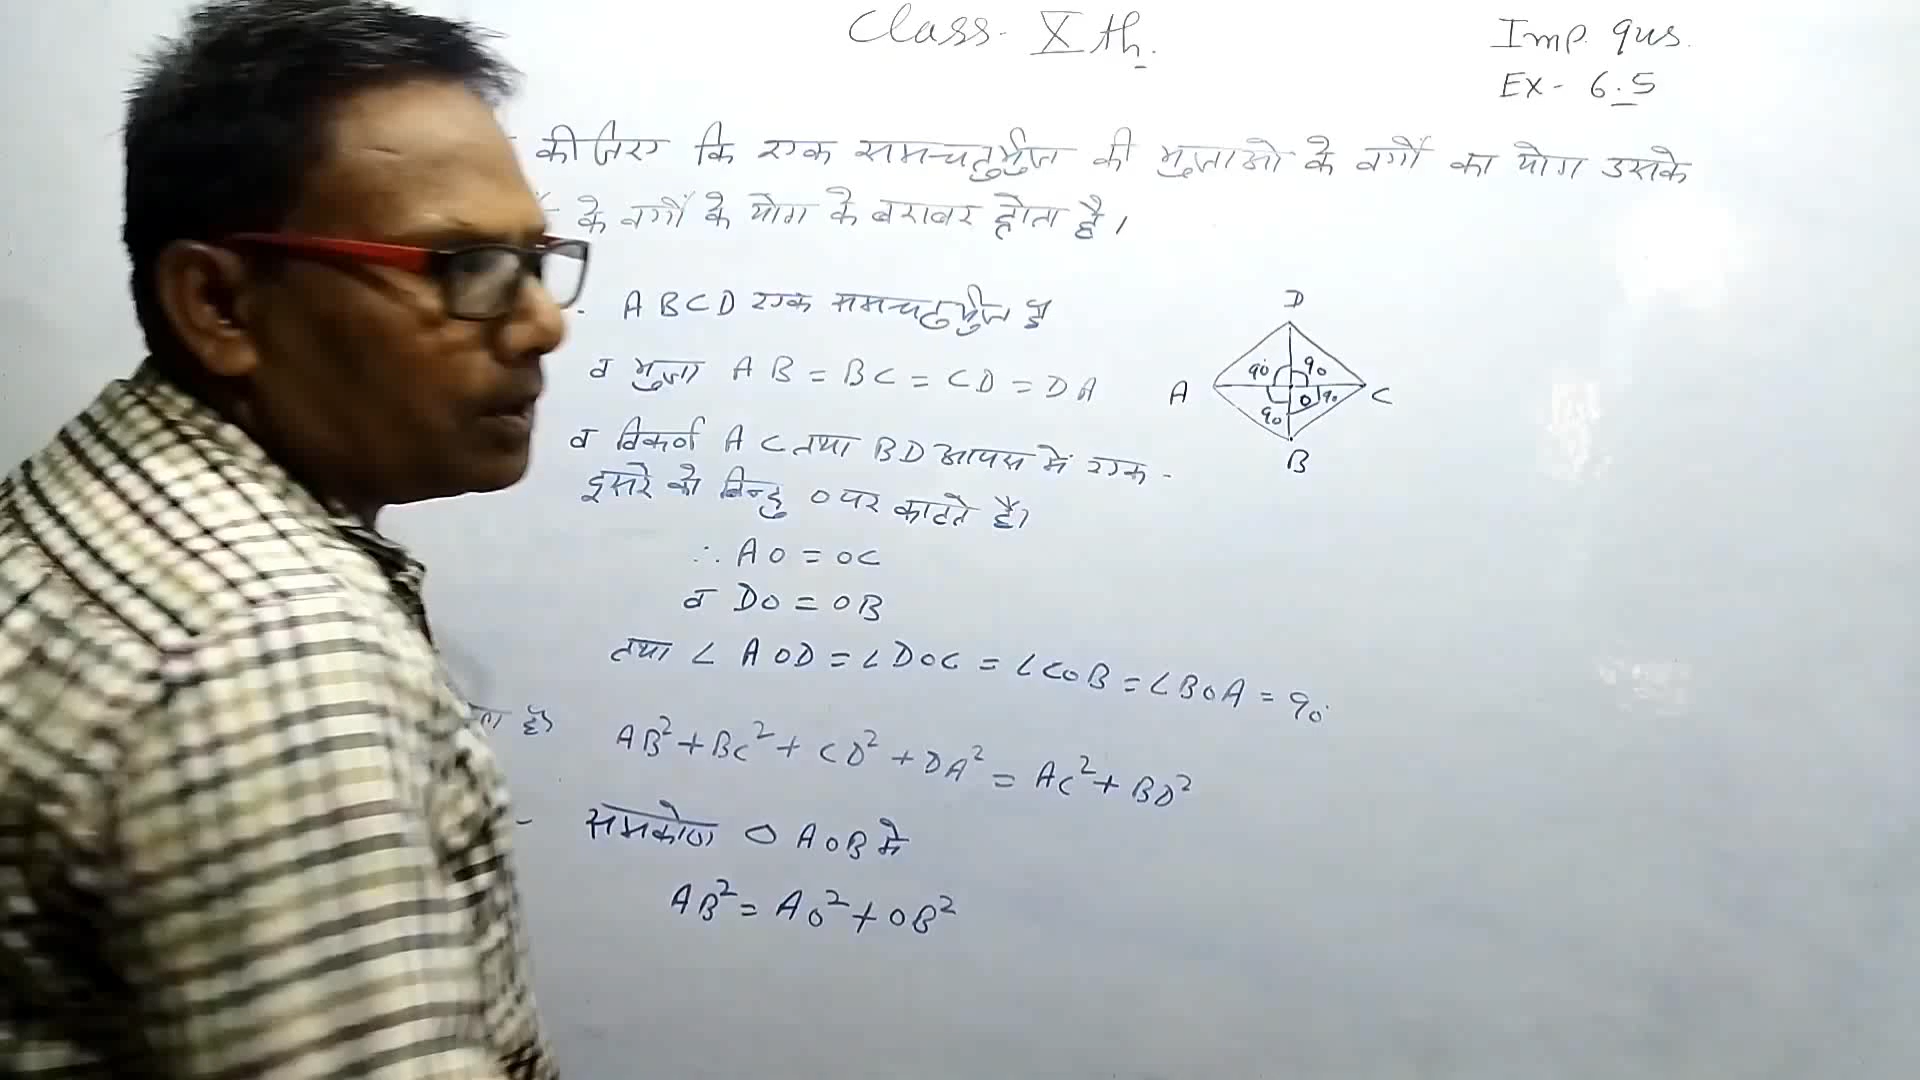 Class- Xth.
Imp. qus.
Ex- 6.5
कीजिए कि एक समचतुर्भुज की भुजाओ के वर्गों का योग उसके
के वर्गों के योग के बराबर होता है।
ABCD एक समचतुर्भुज है
व भुजा AB = BC = CD = DA
व विकर्ण AC तथा BD आपस में एक-
दूसरे को बिन्दु O पर काटते हैं।
∴ AO = OC
व DO = OB
तथा ∠AOD = ∠DOC = ∠COB = ∠BOA = 90°
है)
AB² + BC² + CD² + DA² = AC² + BD²
- समकोण △ AOB में
AB² = AO² + OB²
D
90° 90
A O 90 C
90
B